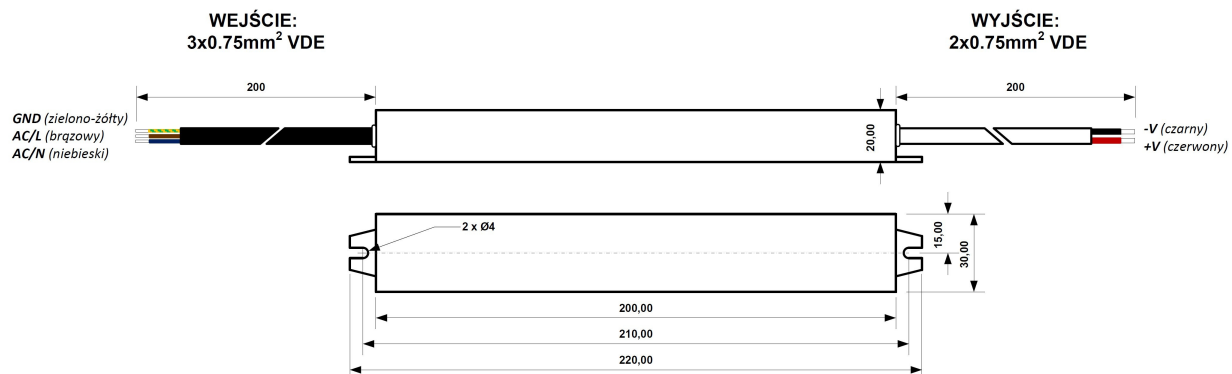 WEJŚCIE:
3x0.75mm² VDE
WYJŚCIE:
2x0.75mm² VDE
200
200
GND (zielono-żółty)
AC/L (brązowy)
AC/N (niebieski)
20,00
-V (czarny)
+V (czerwony)
2 x Ø4
15,00
30,00
200,00
210,00
220,00